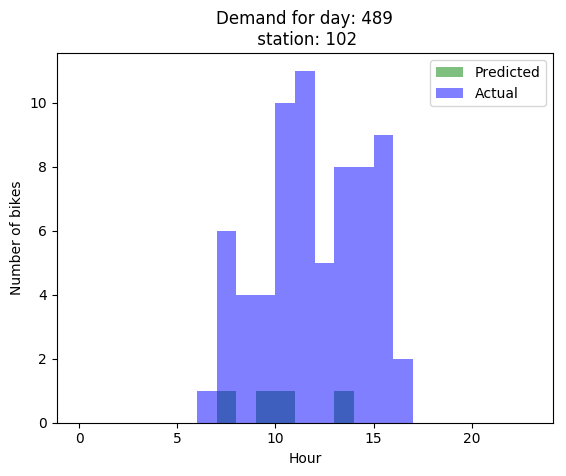 Demand for day: 489
station: 102
Predicted
Actual
Number of bikes
10
8
6
4
2
0
0 5 10 15 20
Hour